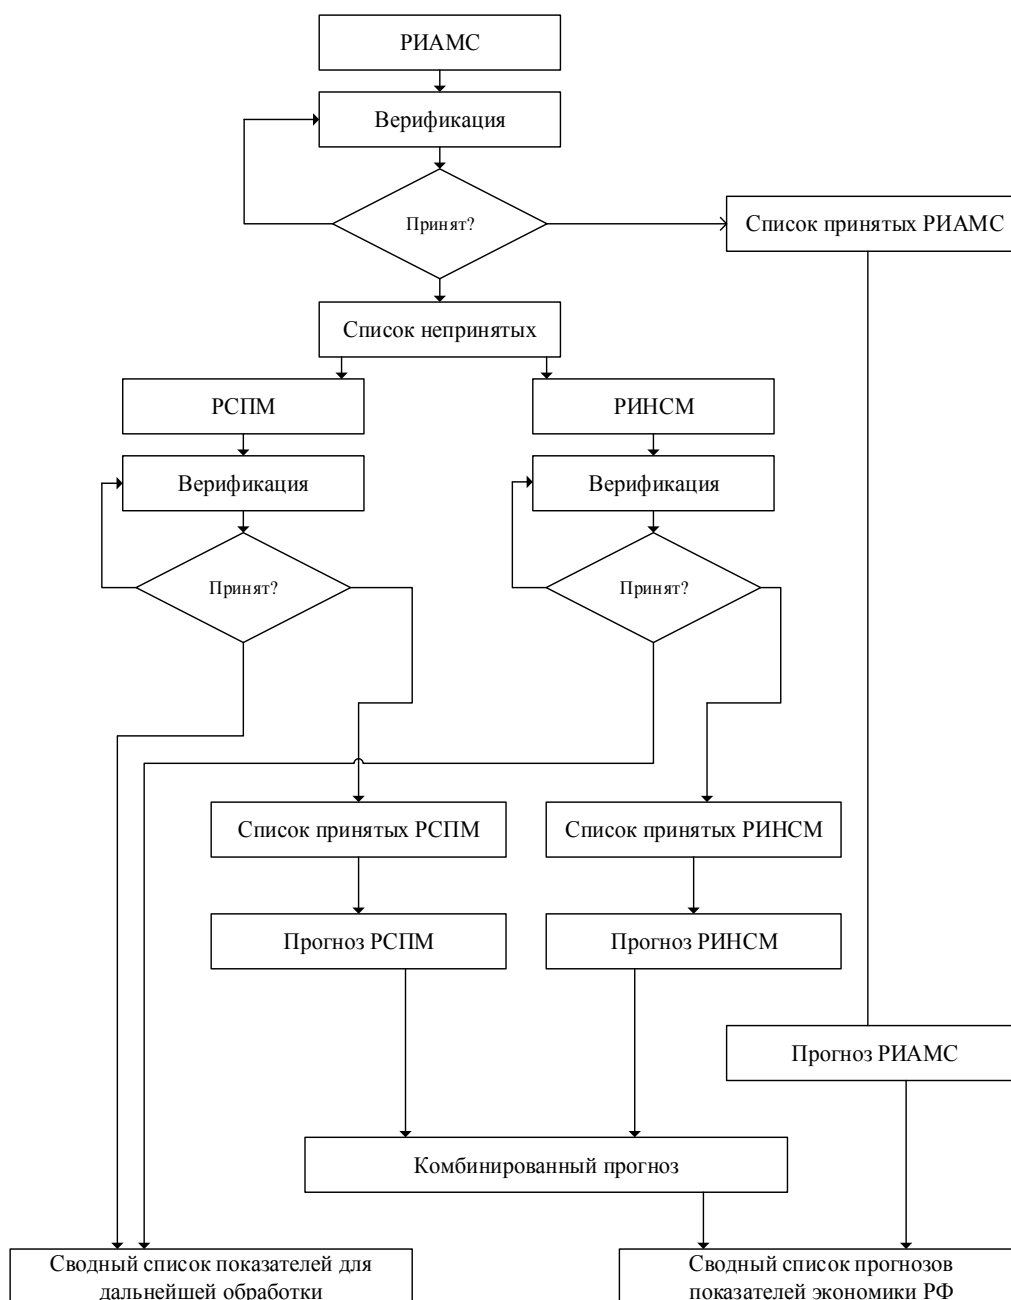 РИАМС
Верификация
Принят?
Список принятых РИАМС
Список непринятых
РСПМ
РИНСМ
Верификация
Верификация
Принят?
Принят?
Список принятых РСПМ
Список принятых РИНСМ
Прогноз РСПМ
Прогноз РИНСМ
Прогноз РИАМС
Комбинированный прогноз
Сводный список показателей для
дальнейшей обработки
Сводный список прогнозов
показателей экономики РФ